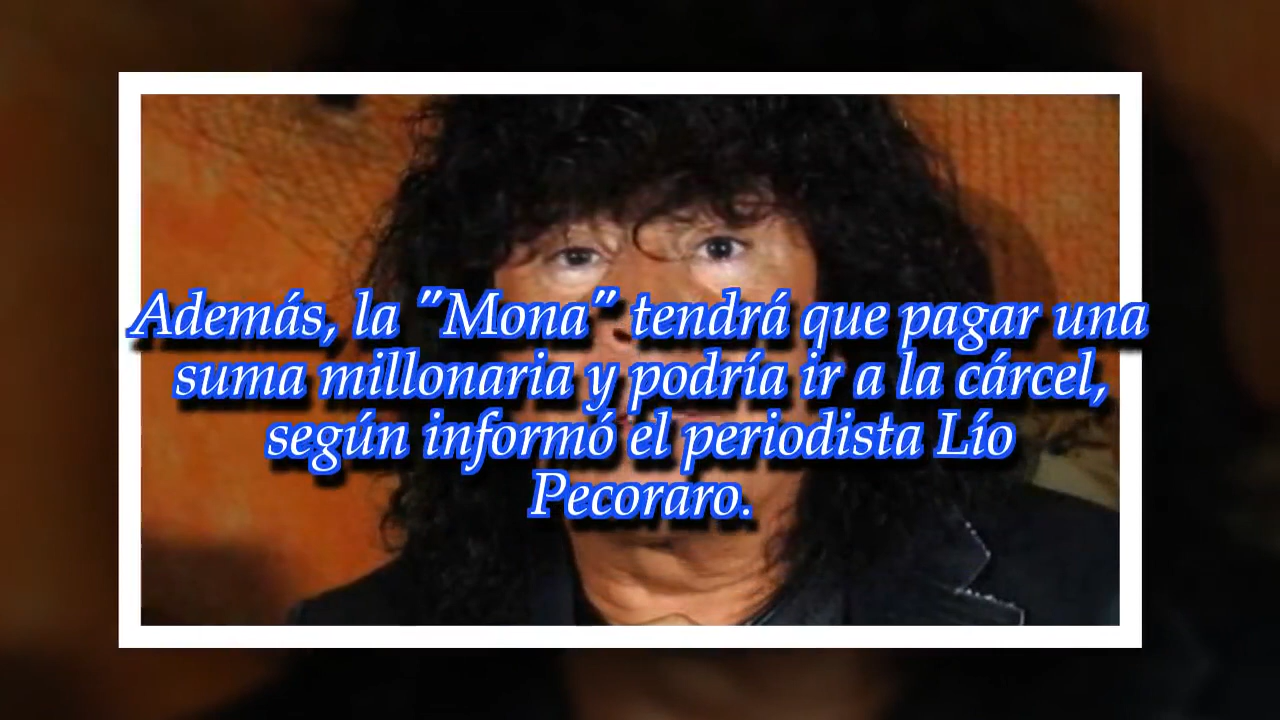 Además, la "Mona" tendrá que pagar una
suma millonaria y podría ir a la cárcel,
según informó el periodista Lío
Pecoraro.